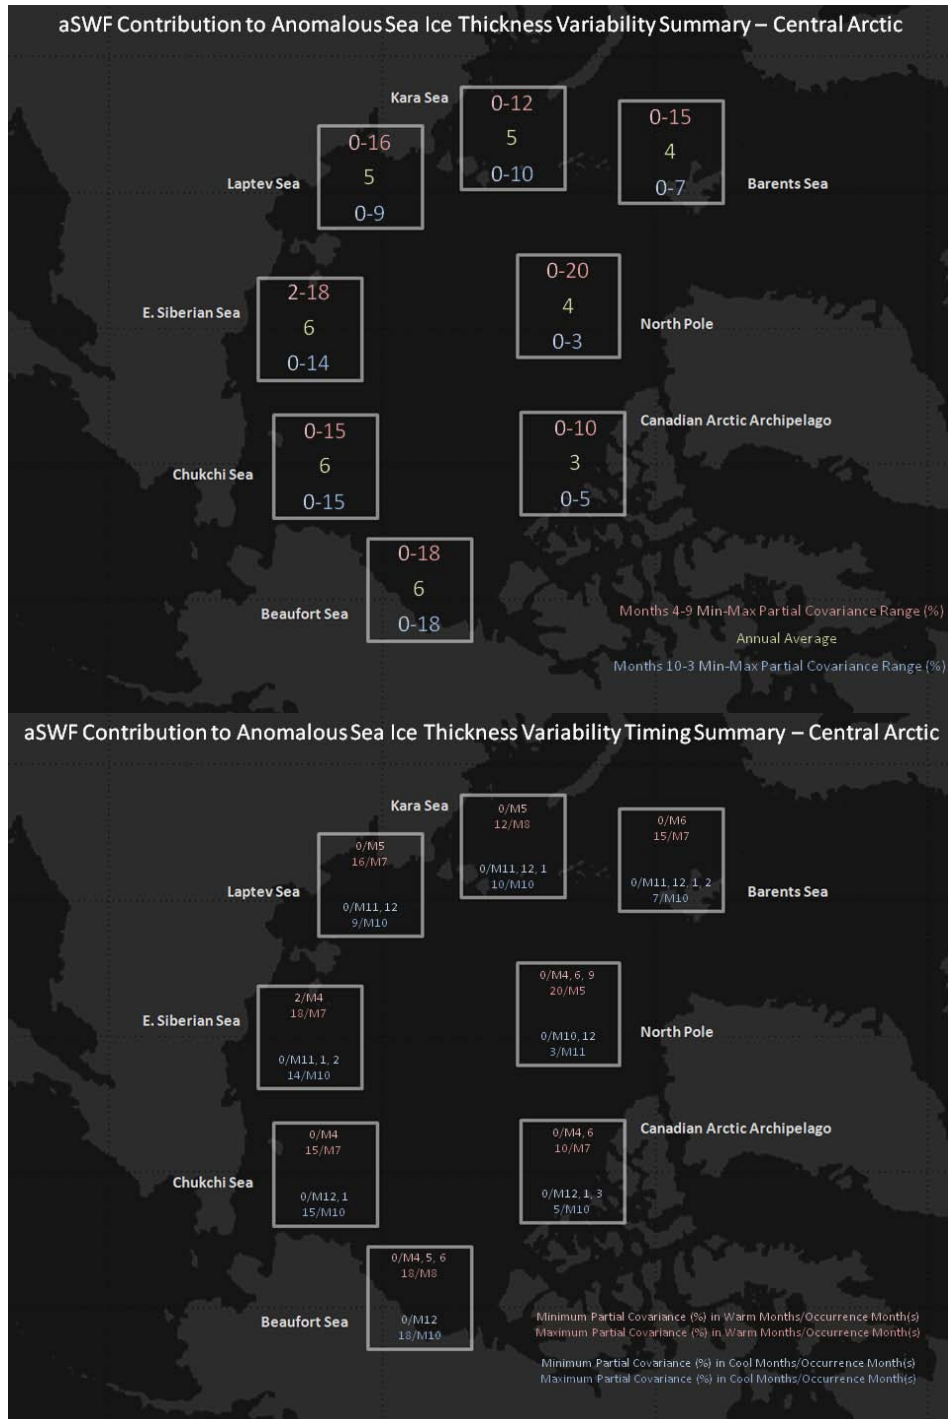 aSWF Contribution to Anomalous Sea Ice Thickness Variability Summary – Central Arctic
Kara Sea
0-12
5
0-10
0-15
4
0-7
Barents Sea
Laptev Sea
0-16
5
0-9
E. Siberian Sea
2-18
6
0-14
0-20
4
0-3
North Pole
Chukchi Sea
0-15
6
0-15
0-10
3
0-5
Canadian Arctic Archipelago
Beaufort Sea
0-18
6
0-18
Months 4-9 Min-Max Partial Covariance Range (%)
Annual Average
Months 10-3 Min-Max Partial Covariance Range (%)
aSWF Contribution to Anomalous Sea Ice Thickness Variability Timing Summary – Central Arctic
Kara Sea
0/M5
12/M8
0/M11, 12, 1
10/M10
0/M6
15/M7
0/M11, 12, 1, 2
7/M10
Barents Sea
Laptev Sea
0/M5
16/M7
0/M11, 12
9/M10
E. Siberian Sea
2/M4
18/M7
0/M11, 1, 2
14/M10
0/M4, 6, 9
20/M5
0/M10, 12
3/M11
North Pole
Chukchi Sea
0/M4
15/M7
0/M12, 1
15/M10
0/M4, 6
10/M7
0/M12, 1, 3
5/M10
Canadian Arctic Archipelago
Beaufort Sea
0/M4, 5, 6
18/M8
0/M12
18/M10
Minimum Partial Covariance (%) in Warm Months/Occurrence Month(s)
Maximum Partial Covariance (%) in Warm Months/Occurrence Month(s)
Minimum Partial Covariance (%) in Cool Months/Occurrence Month(s)
Maximum Partial Covariance (%) in Cool Months/Occurrence Month(s)